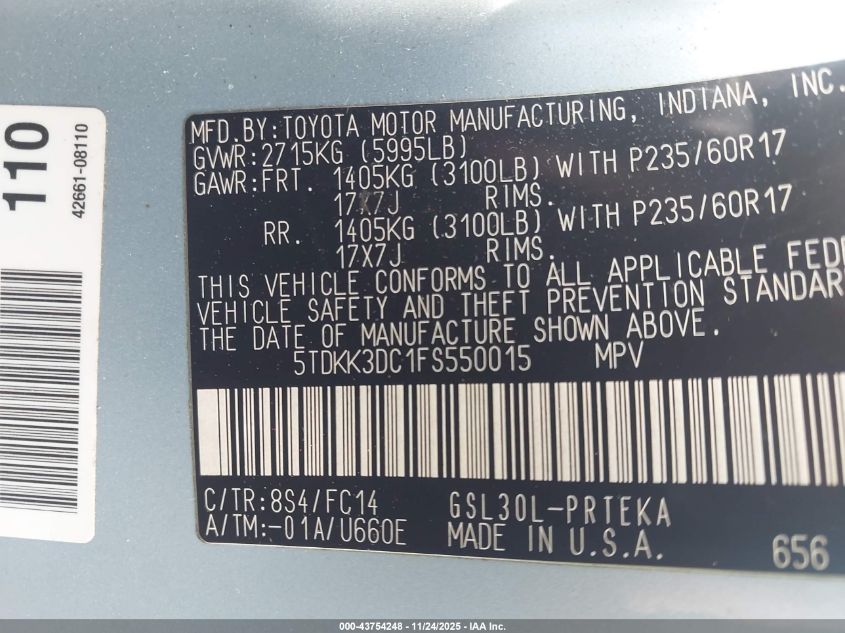 110
42661-08110
MFD.BY:TOYOTA MOTOR MANUFACTURING, INDIANA, INC.
GVWR:2715KG (5995LB)
GAWR:FRT. 1405KG (3100LB) WITH P235/60R17
17X7J RIMS.
RR. 1405KG (3100LB) WITH P235/60R17
17X7J RIMS.
THIS VEHICLE CONFORMS TO ALL APPLICABLE FEDE
VEHICLE SAFETY AND THEFT PREVENTION STANDAR
THE DATE OF MANUFACTURE SHOWN ABOVE.
5TDKK3DC1FS550015 MPV
C/TR:8S4/FC14 GSL30L-PRTEKA
A/TM:-01A/U660E MADE IN U.S.A.
656
000-43754248 - 11/24/2025 - IAA Inc.